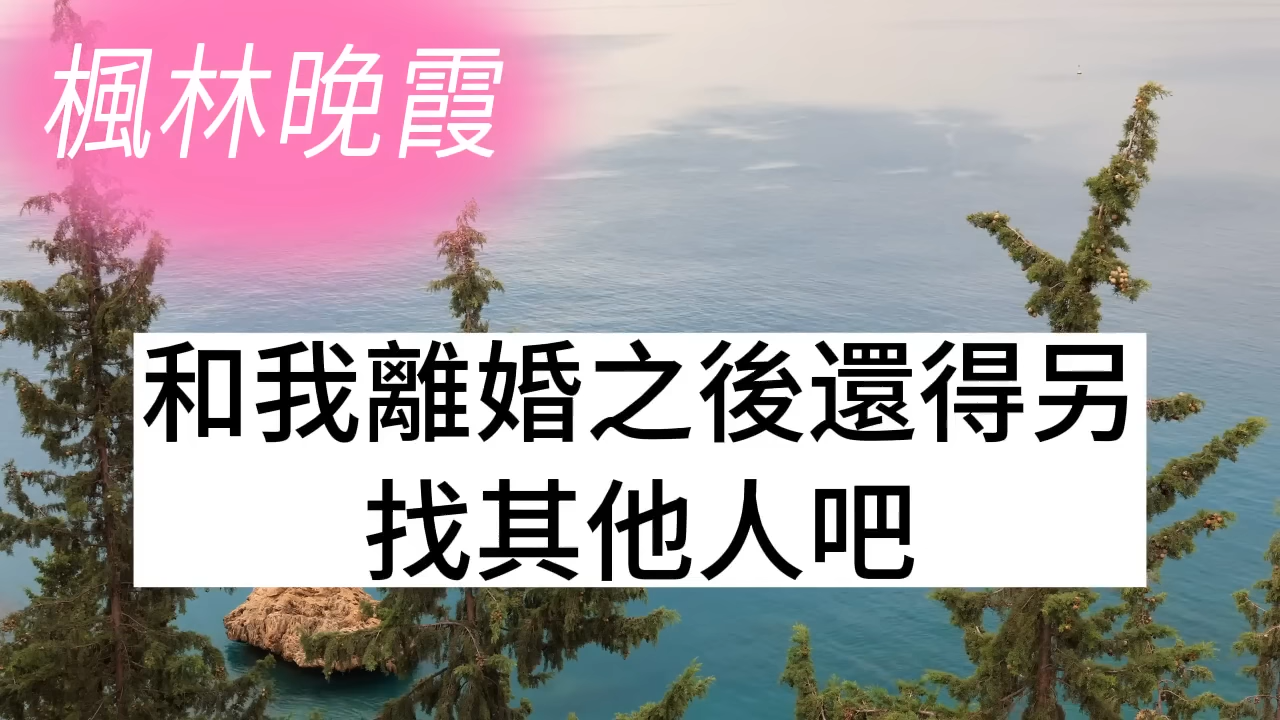 楓林晚霞
和我離婚之後還得另
找其他人吧